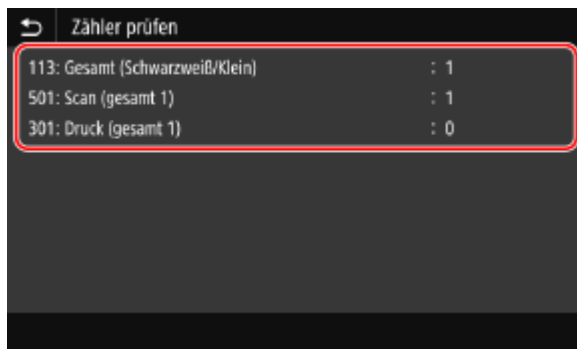 Zähler prüfen
113: Gesamt (Schwarzweiß/Klein) : 1
501: Scan (gesamt 1) : 1
301: Druck (gesamt 1) : 0